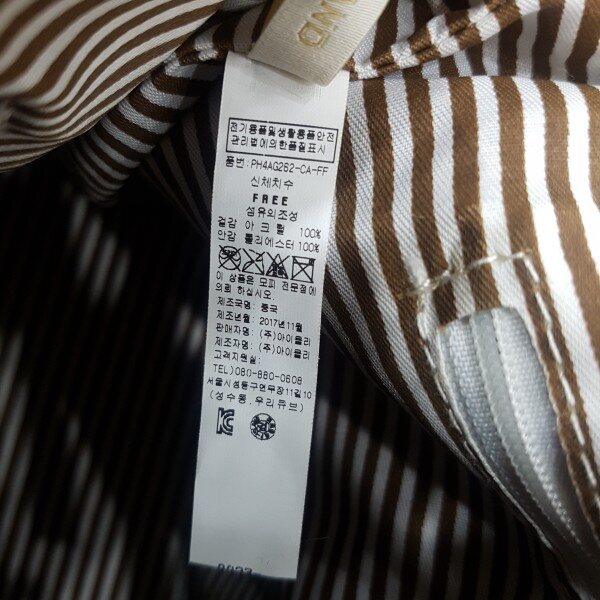 전기용품및생활용품안전
관리법에의한품질표시
품번:PH4AG262-CA-FF
신체치수
FREE
섬유의조성
겉감 아크릴 100%
안감 폴리에스터 100%
이 상품은 모피 전문점에
의뢰 하십시오.
제조국명: 중국
제조년월: 2017년11월
판매자명: (주)아이올리
제조자명: (주)아이올리
고객지원실:
TEL)080-880-0608
서울시성동구연무장11길10
(성수동.우리큐브)